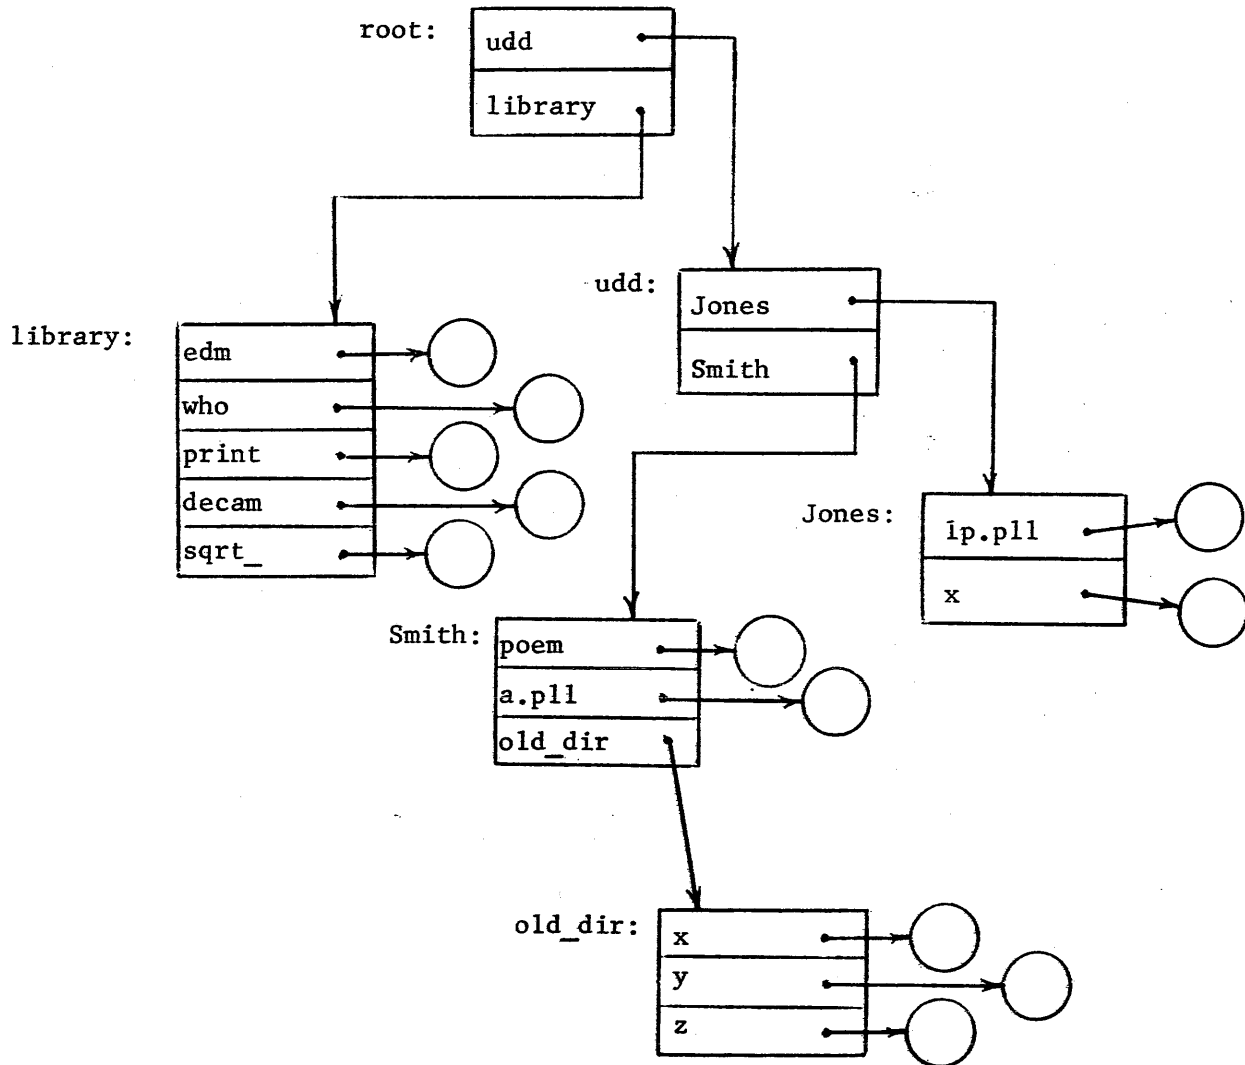 root:
udd
library
udd:
Jones
Smith
library:
edm
who
print
decam
sqrt_
Jones:
ip.pl1
x
Smith:
poem
a.pl1
old_dir
old_dir:
x
y
z